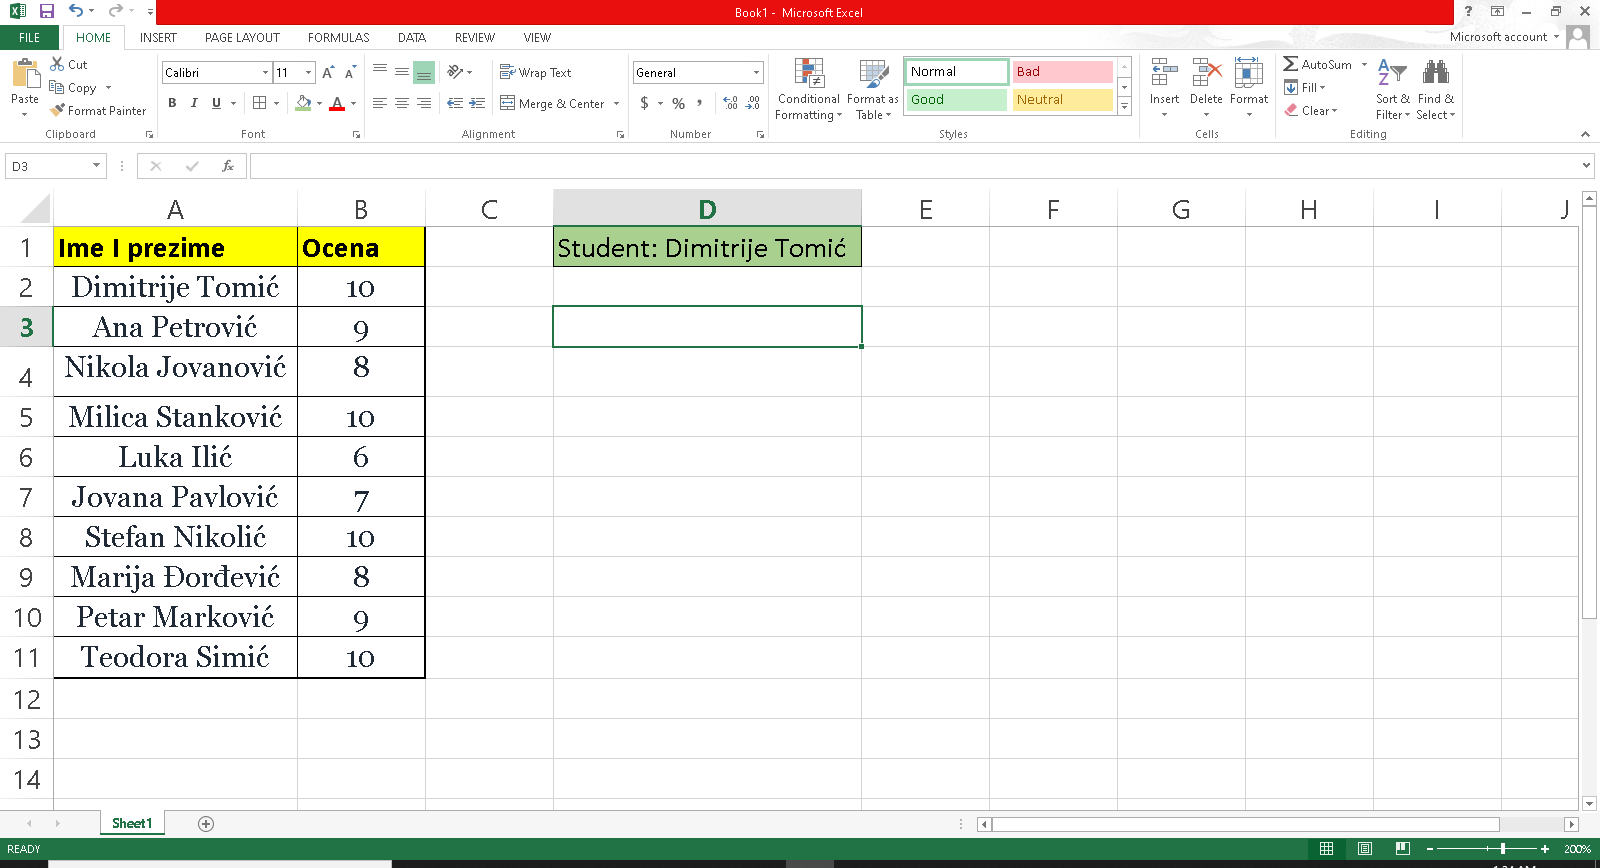 Book1 - Microsoft Excel
?
FILE HOME INSERT PAGE LAYOUT FORMULAS DATA REVIEW VIEW Microsoft account
Paste
Cut
Copy
Format Painter
Clipboard
Calibri 11
B I U
Font
Wrap Text
Merge & Center
Alignment
General
$ % ,
Number
Conditional Formatting
Format as Table
Normal Bad
Good Neutral
Styles
Insert Delete Format
Cells
AutoSum
Fill
Clear
Sort & Filter
Find & Select
Editing
D3 fx
A B C D E F G H I J
1 Ime I prezime Ocena Student: Dimitrije Tomić
2 Dimitrije Tomić 10
3 Ana Petrović 9
4 Nikola Jovanović 8
5 Milica Stanković 10
6 Luka Ilić 6
7 Jovana Pavlović 7
8 Stefan Nikolić 10
9 Marija Đorđević 8
10 Petar Marković 9
11 Teodora Simić 10
12
13
14
Sheet1
READY 200%